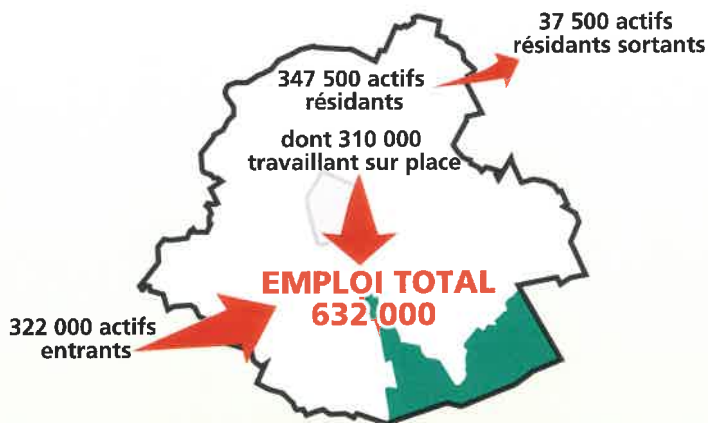 37 500 actifs
résidants sortants
347 500 actifs
résidants
dont 310 000
travaillant sur place
EMPLOI TOTAL
632 000
322 000 actifs
entrants